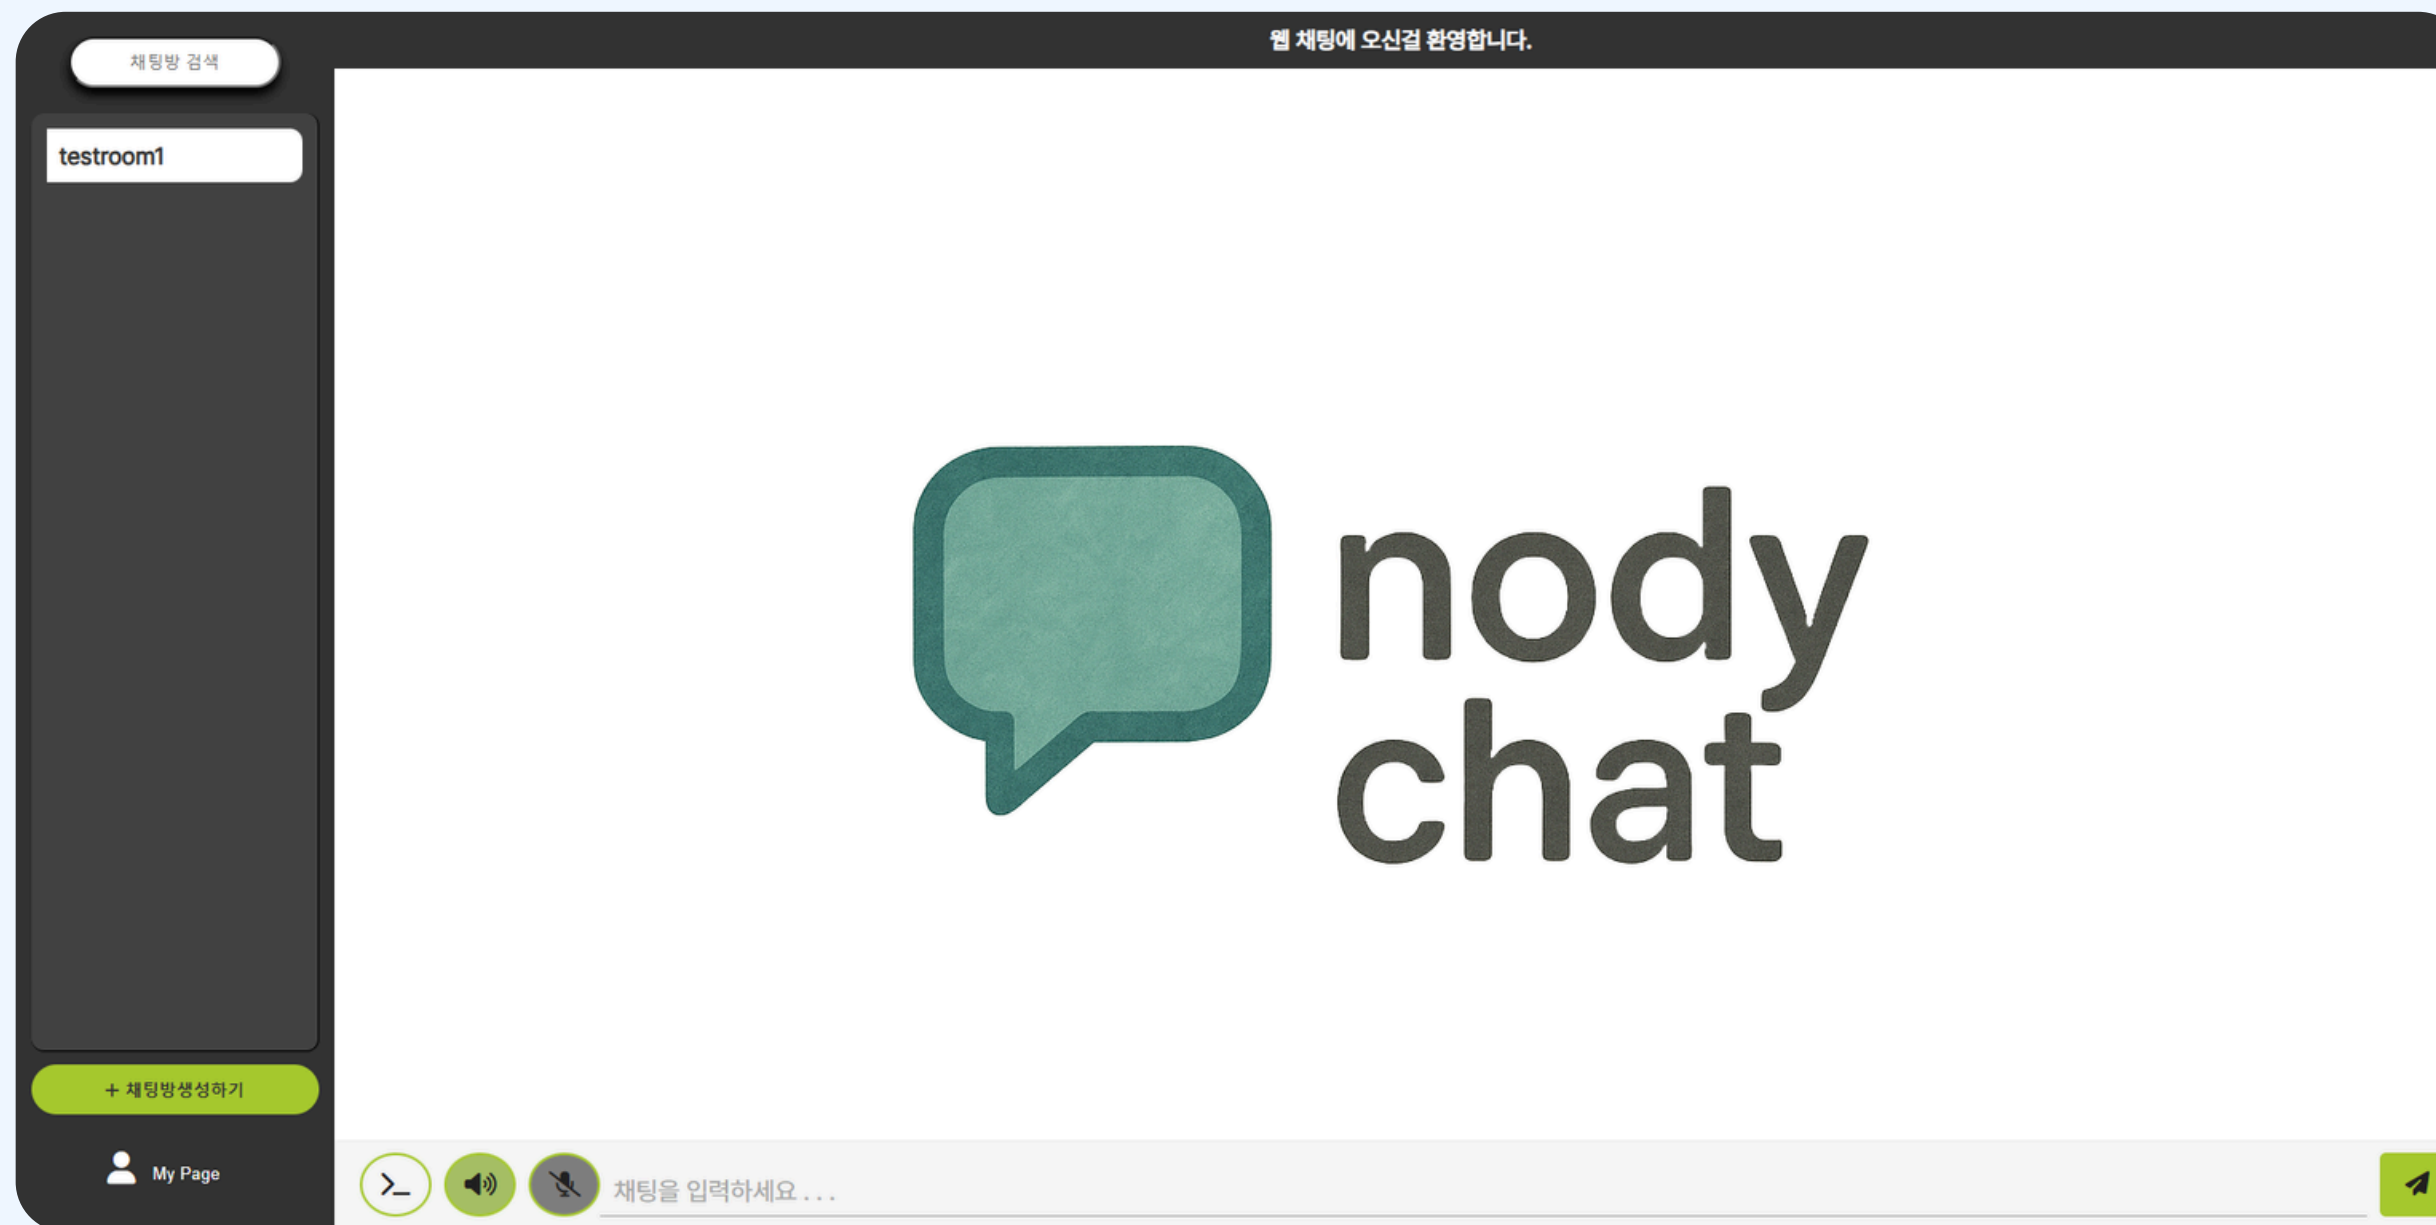 채팅방 검색
웹 채팅에 오신걸 환영합니다.
testroom1
nody
chat
+ 채팅방생성하기
My Page
채팅을 입력하세요 . . .